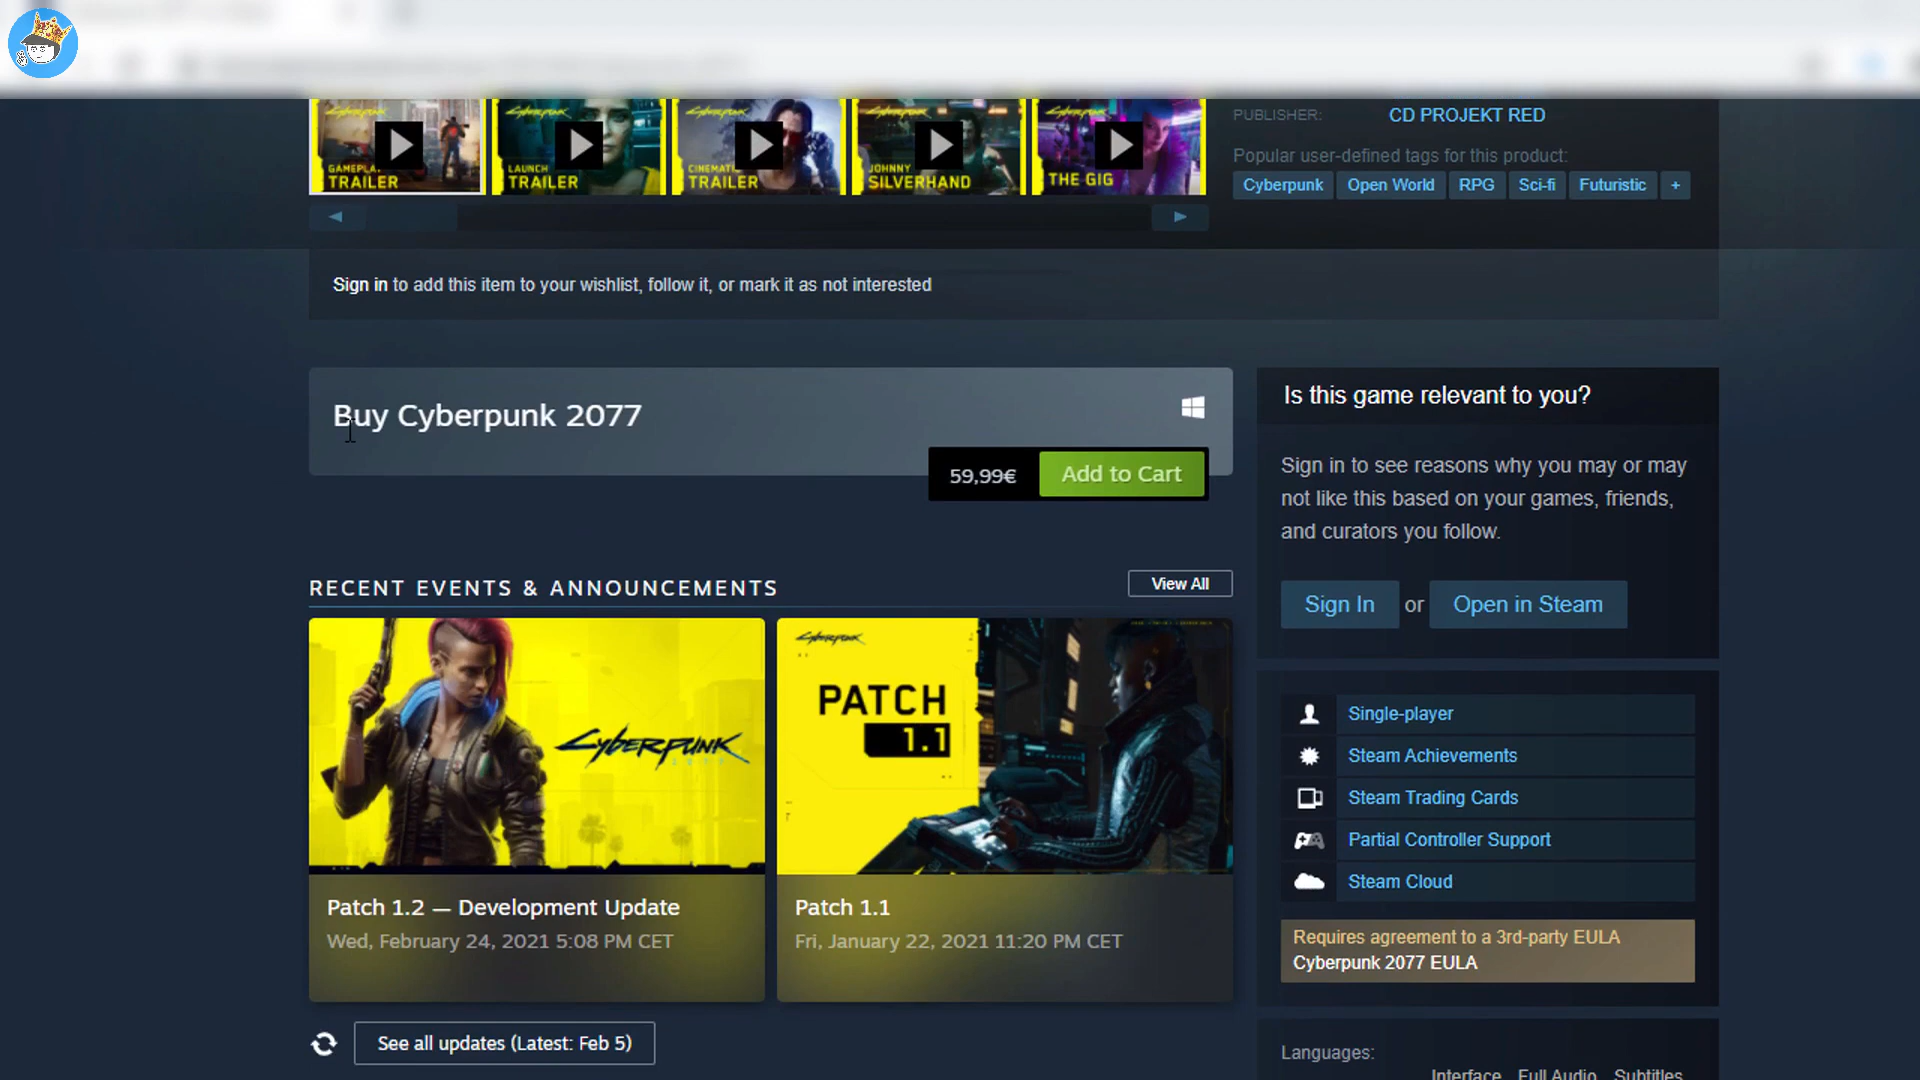 PUBLISHER: CD PROJEKT RED
GAMEPLAY
TRAILER
LAUNCH
TRAILER
CINEMATIC
TRAILER
JOHNNY
SILVERHAND
THE GIG
Popular user-defined tags for this product:
Cyberpunk Open World RPG Sci-fi Futuristic +
Sign in to add this item to your wishlist, follow it, or mark it as not interested
Buy Cyberpunk 2077
59,99€ Add to Cart
Is this game relevant to you?
Sign in to see reasons why you may or may
not like this based on your games, friends,
and curators you follow.
Sign In or Open in Steam
RECENT EVENTS & ANNOUNCEMENTS
View All
CYBERPUNK
2077
CYBERPUNK
PATCH
1.1
Patch 1.2 — Development Update
Wed, February 24, 2021 5:08 PM CET
Patch 1.1
Fri, January 22, 2021 11:20 PM CET
See all updates (Latest: Feb 5)
Single-player
Steam Achievements
Steam Trading Cards
Partial Controller Support
Steam Cloud
Requires agreement to a 3rd-party EULA
Cyberpunk 2077 EULA
Languages:
Interface Full Audio Subtitles